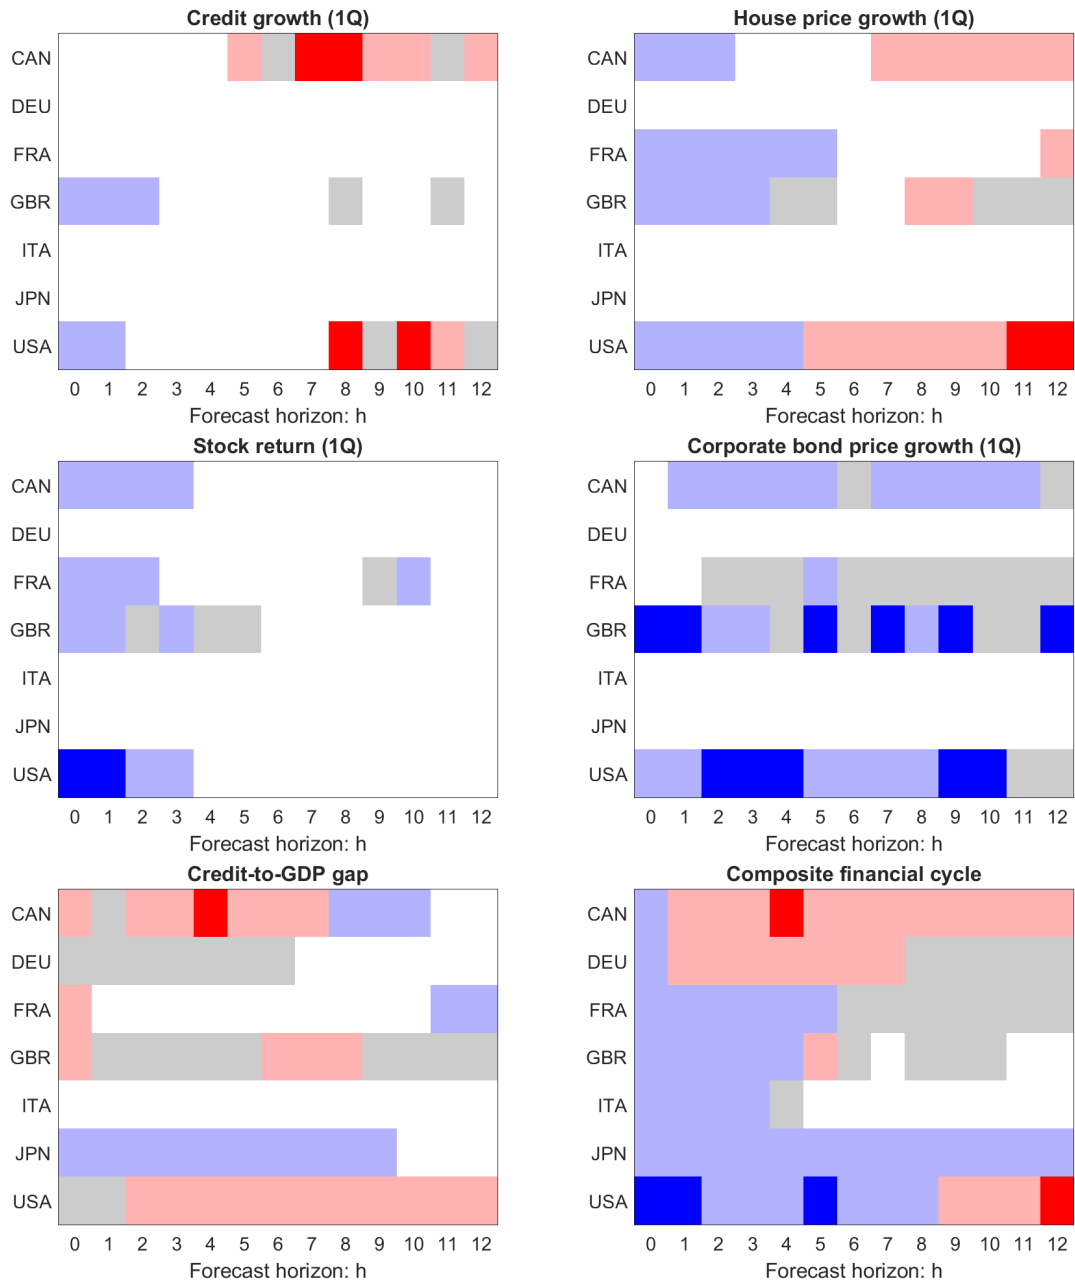 Credit growth (1Q)
CAN
DEU
FRA
GBR
ITA
JPN
USA
0 1 2 3 4 5 6 7 8 9 10 11 12
Forecast horizon: h
House price growth (1Q)
CAN
DEU
FRA
GBR
ITA
JPN
USA
0 1 2 3 4 5 6 7 8 9 10 11 12
Forecast horizon: h
Stock return (1Q)
CAN
DEU
FRA
GBR
ITA
JPN
USA
0 1 2 3 4 5 6 7 8 9 10 11 12
Forecast horizon: h
Corporate bond price growth (1Q)
CAN
DEU
FRA
GBR
ITA
JPN
USA
0 1 2 3 4 5 6 7 8 9 10 11 12
Forecast horizon: h
Credit-to-GDP gap
CAN
DEU
FRA
GBR
ITA
JPN
USA
0 1 2 3 4 5 6 7 8 9 10 11 12
Forecast horizon: h
Composite financial cycle
CAN
DEU
FRA
GBR
ITA
JPN
USA
0 1 2 3 4 5 6 7 8 9 10 11 12
Forecast horizon: h